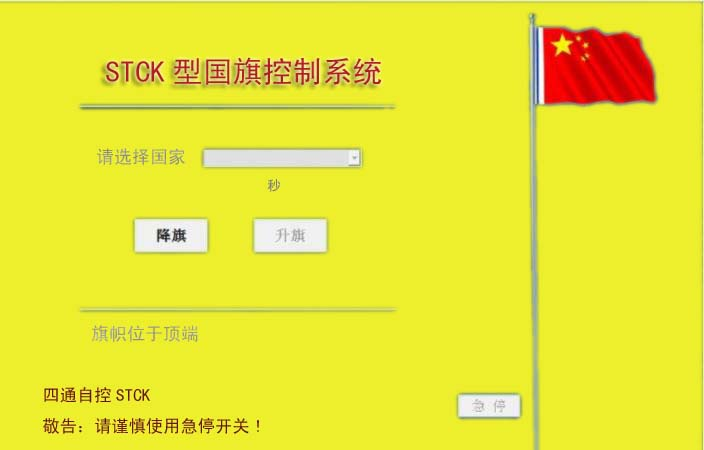 STCK 型国旗控制系统
请选择国家
秒
降旗 升旗
旗帜位于顶端
四通自控 STCK
急 停
敬告：请谨慎使用急停开关！